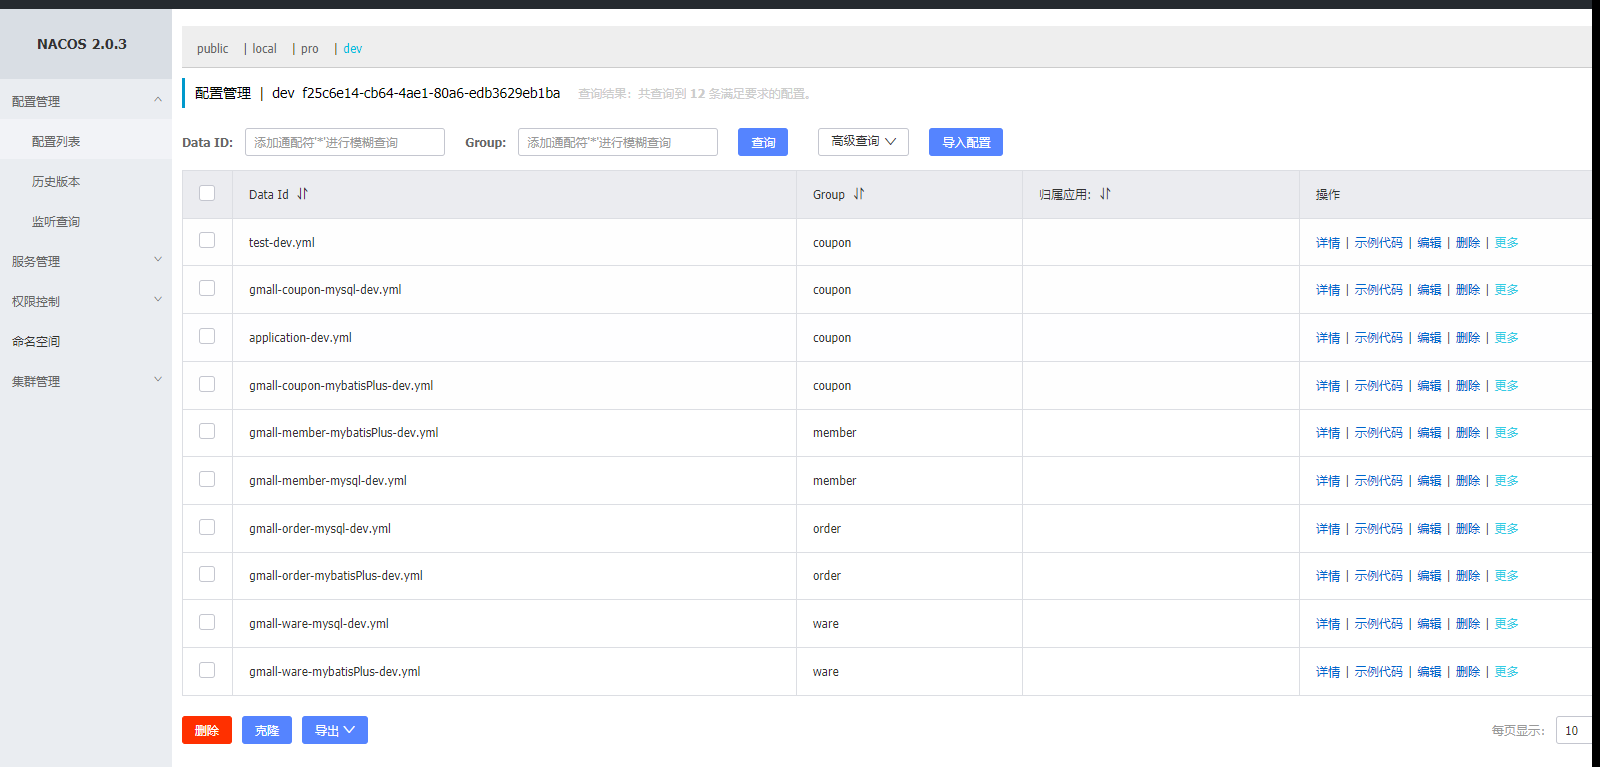 NACOS 2.0.3
配置管理
配置列表
历史版本
监听查询
服务管理
权限控制
命名空间
集群管理
public | local | pro | dev
配置管理 | dev f25c6e14-cb64-4ae1-80a6-edb3629eb1ba 查询结果：共查询到 12 条满足要求的配置。
Data ID: 添加通配符'*'进行模糊查询 Group: 添加通配符'*'进行模糊查询 查询 高级查询 导入配置
Data Id Group 归属应用: 操作
test-dev.yml coupon 详情 | 示例代码 | 编辑 | 删除 | 更多
gmall-coupon-mysql-dev.yml coupon 详情 | 示例代码 | 编辑 | 删除 | 更多
application-dev.yml coupon 详情 | 示例代码 | 编辑 | 删除 | 更多
gmall-coupon-mybatisPlus-dev.yml coupon 详情 | 示例代码 | 编辑 | 删除 | 更多
gmall-member-mybatisPlus-dev.yml member 详情 | 示例代码 | 编辑 | 删除 | 更多
gmall-member-mysql-dev.yml member 详情 | 示例代码 | 编辑 | 删除 | 更多
gmall-order-mysql-dev.yml order 详情 | 示例代码 | 编辑 | 删除 | 更多
gmall-order-mybatisPlus-dev.yml order 详情 | 示例代码 | 编辑 | 删除 | 更多
gmall-ware-mysql-dev.yml ware 详情 | 示例代码 | 编辑 | 删除 | 更多
gmall-ware-mybatisPlus-dev.yml ware 详情 | 示例代码 | 编辑 | 删除 | 更多
删除 克隆 导出 每页显示: 10